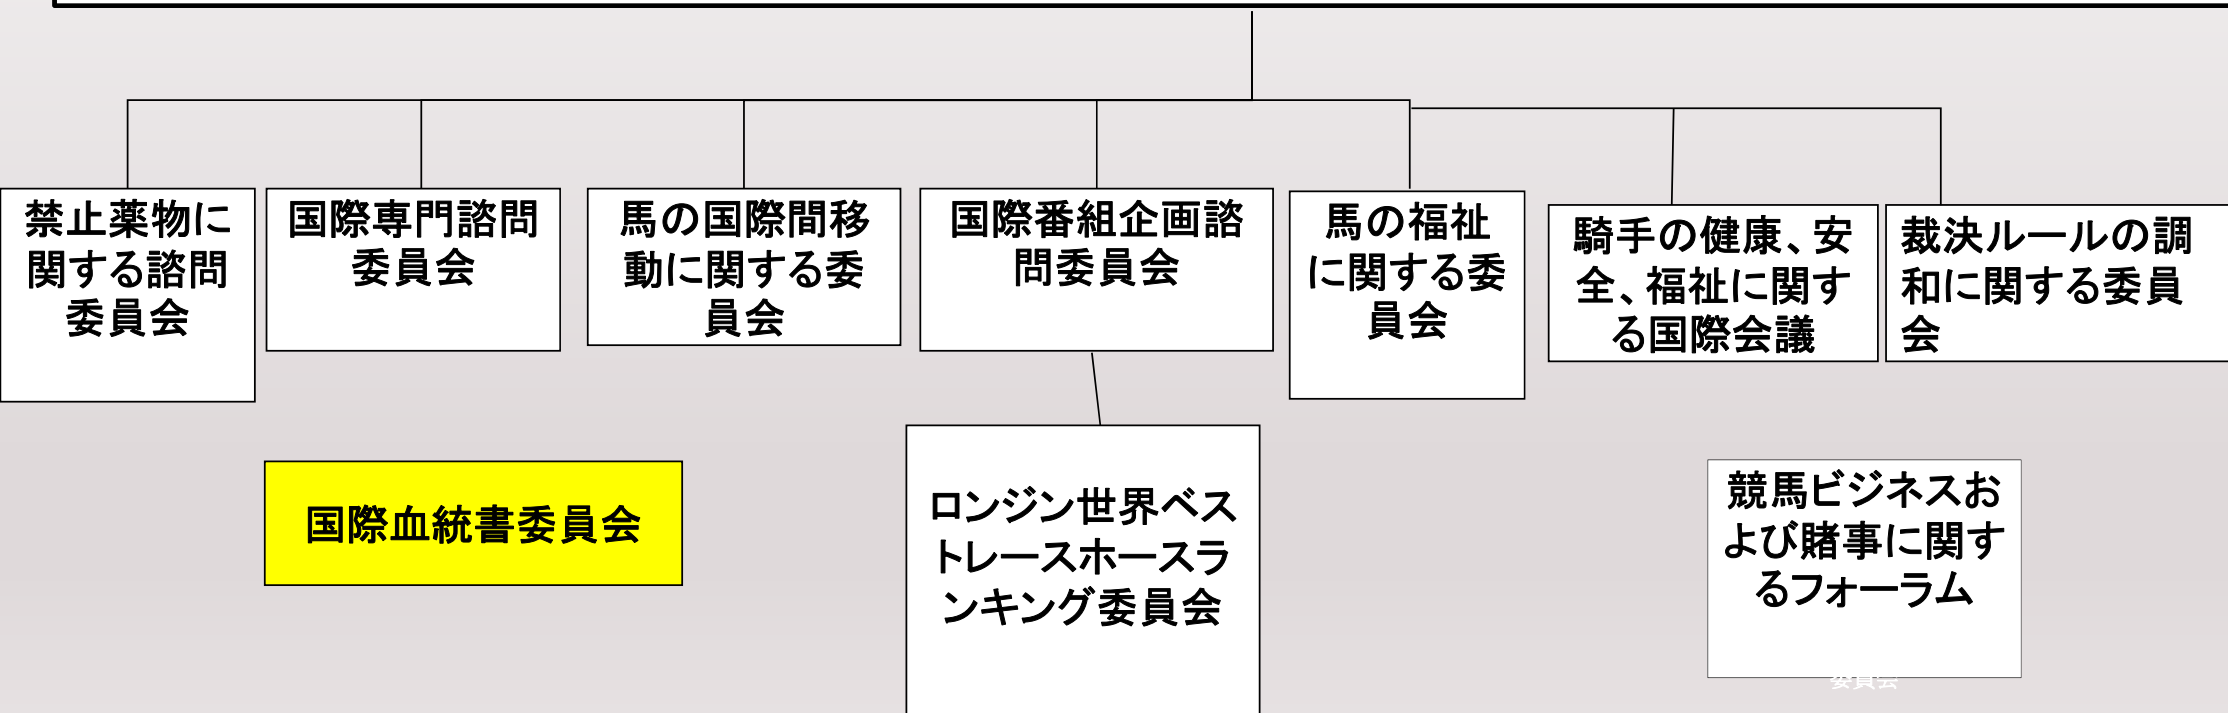 禁止薬物に
関する諮問
委員会
国際専門諮問
委員会
馬の国際間移
動に関する委
員会
国際番組企画諮
問委員会
馬の福祉
に関する委
員会
騎手の健康、安
全、福祉に関す
る国際会議
裁決ルールの調
和に関する委員
会
国際血統書委員会
ロンジン世界ベス
トレースホースラ
ンキング委員会
競馬ビジネスお
よび賭事に関す
るフォーラム
委員会